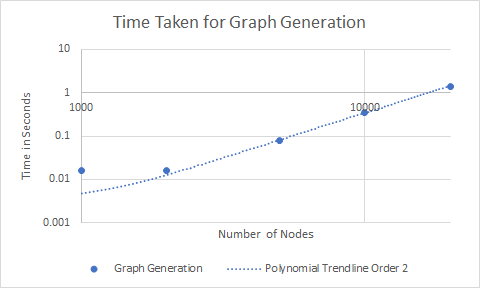 Time Taken for Graph Generation
10
1
1000 10000
0.1
0.01
0.001
Time in Seconds
Number of Nodes
Graph Generation Polynomial Trendline Order 2